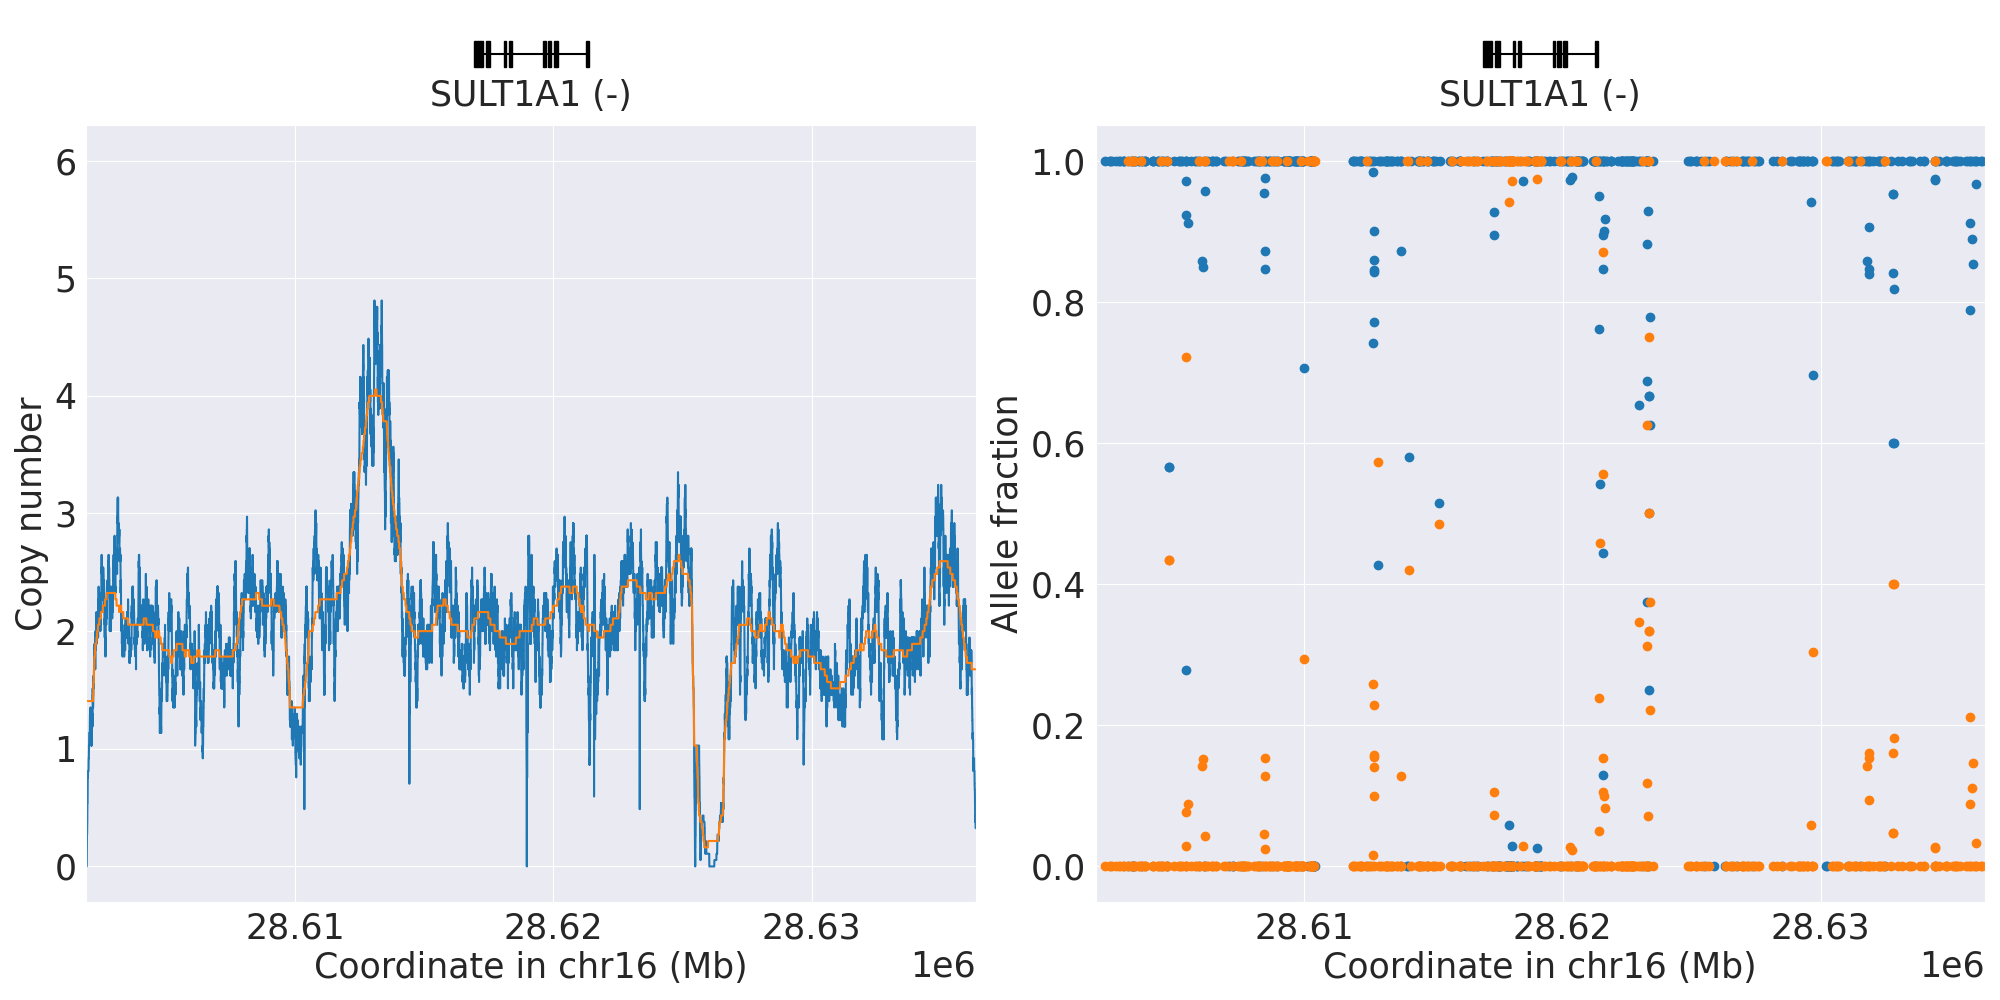 SULT1A1 (-)
SULT1A1 (-)
Copy number
6
5
4
3
2
1
0
28.61
28.62
28.63
Coordinate in chr16 (Mb)
1e6
Allele fraction
1.0
0.8
0.6
0.4
0.2
0.0
28.61
28.62
28.63
Coordinate in chr16 (Mb)
1e6